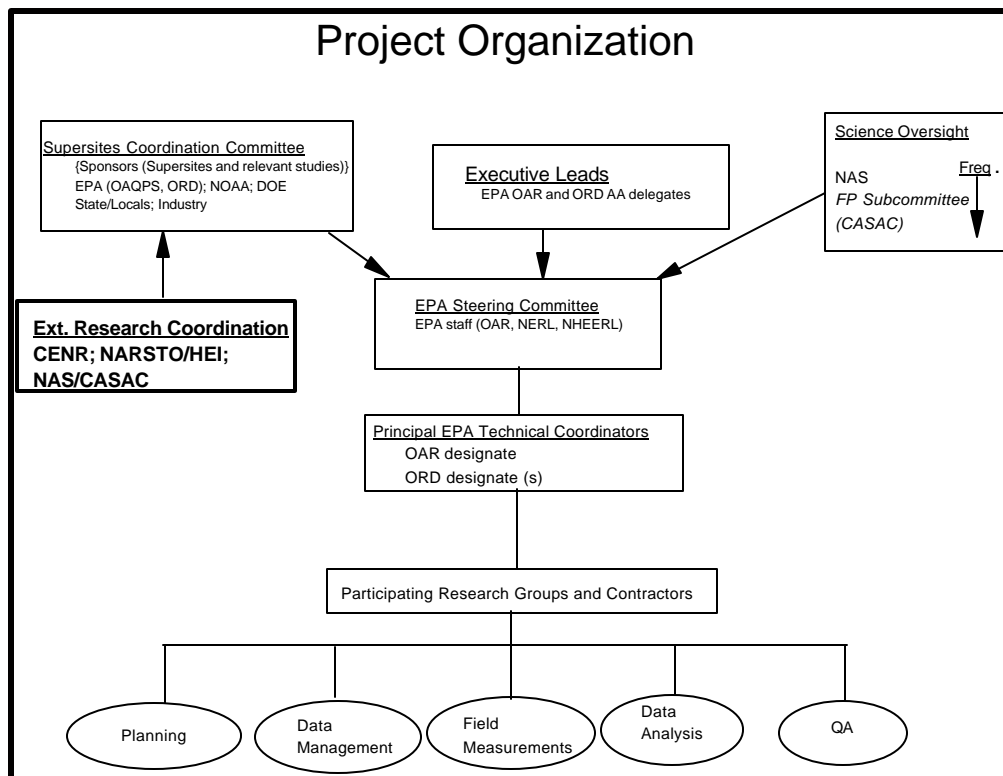 Project Organization
Supersites Coordination Committee
{Sponsors (Supersites and relevant studies)}
EPA (OAQPS, ORD); NOAA; DOE
State/Locals; Industry
Executive Leads
EPA OAR and ORD AA delegates
Science Oversight
Freq .
NAS
FP Subcommittee
(CASAC)
EPA Steering Committee
EPA staff (OAR, NERL, NHEERL)
Ext. Research Coordination
CENR; NARSTO/HEI;
NAS/CASAC
Principal EPA Technical Coordinators
OAR designate
ORD designate (s)
Participating Research Groups and Contractors
Planning
Data
Management
Field
Measurements
Data
Analysis
QA